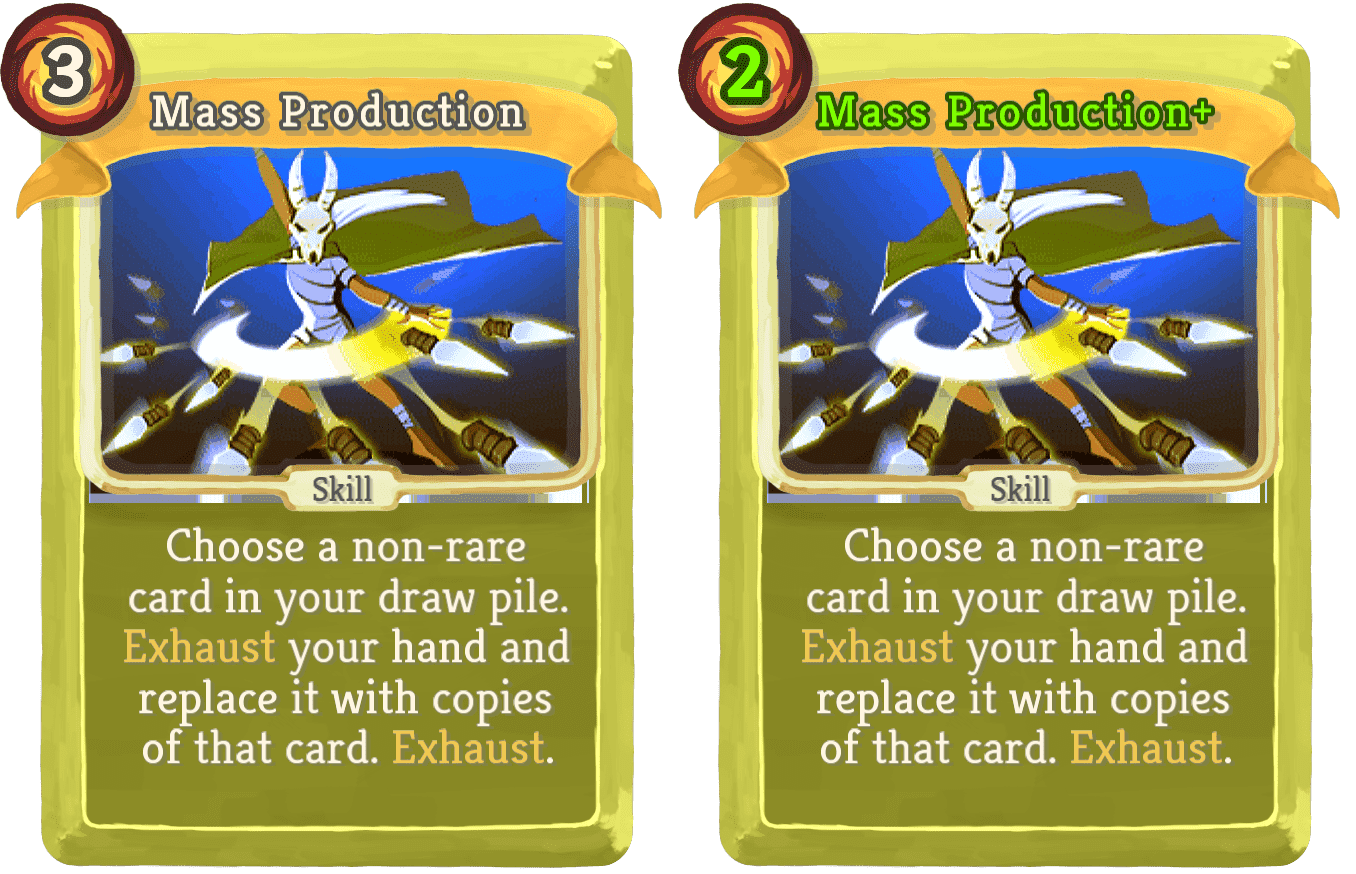 3
Mass Production
Skill
Choose a non-rare
card in your draw pile.
Exhaust your hand and
replace it with copies
of that card. Exhaust.
2
Mass Production+
Skill
Choose a non-rare
card in your draw pile.
Exhaust your hand and
replace it with copies
of that card. Exhaust.